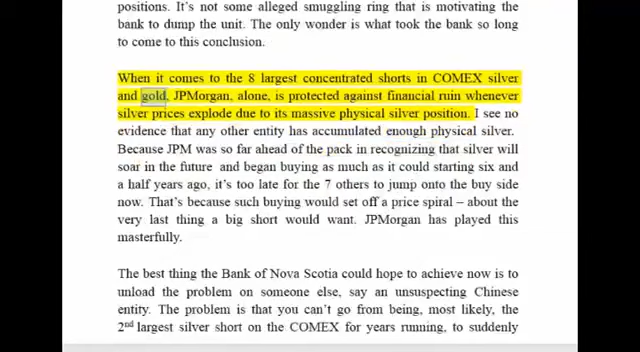 positions. It's not some alleged smuggling ring that is motivating the
bank to dump the unit. The only wonder is what took the bank so long
to come to this conclusion.
When it comes to the 8 largest concentrated shorts in COMEX silver
and gold, JPMorgan, alone, is protected against financial ruin whenever
silver prices explode due to its massive physical silver position. I see no
evidence that any other entity has accumulated enough physical silver.
Because JPM was so far ahead of the pack in recognizing that silver will
soar in the future and began buying as much as it could starting six and
a half years ago, it's too late for the 7 others to jump onto the buy side
now. That's because such buying would set off a price spiral – about the
very last thing a big short would want. JPMorgan has played this
masterfully.
The best thing the Bank of Nova Scotia could hope to achieve now is to
unload the problem on someone else, say an unsuspecting Chinese
entity. The problem is that you can't go from being, most likely, the
2nd largest silver short on the COMEX for years running, to suddenly